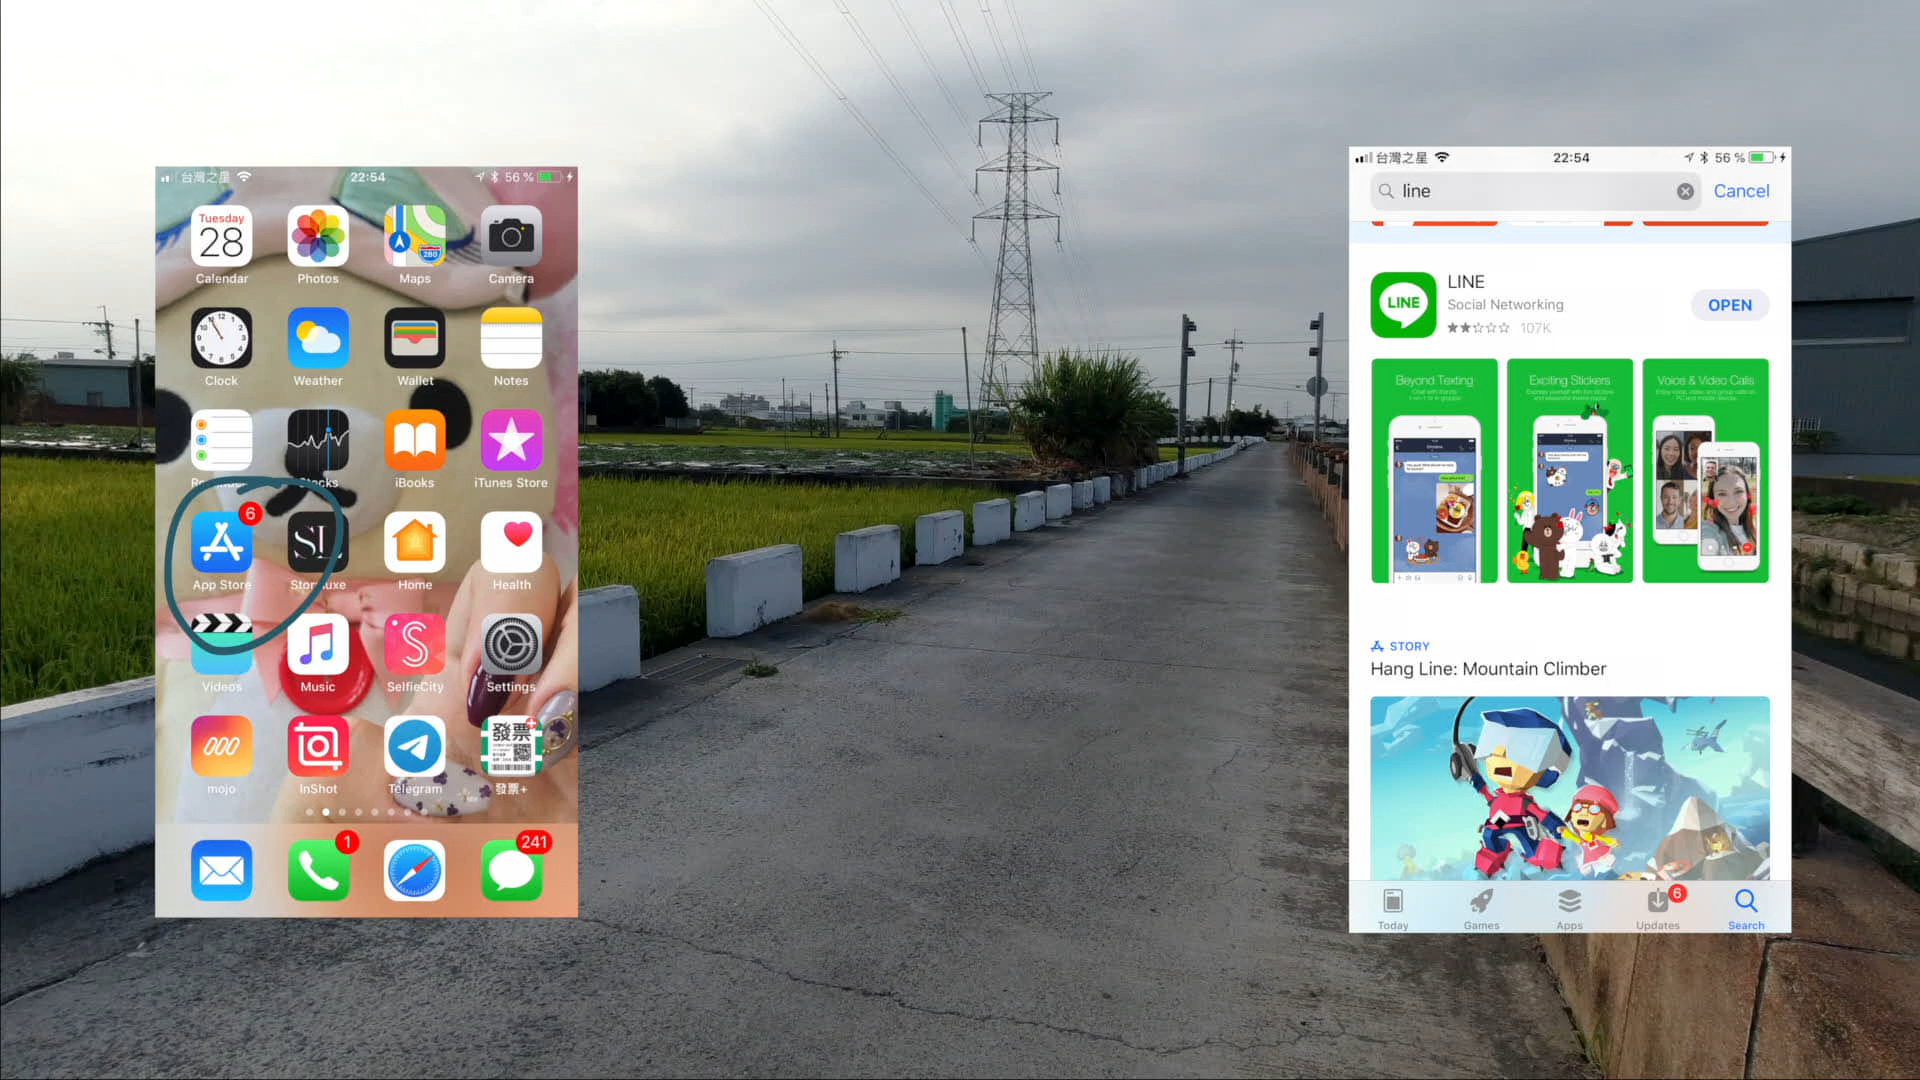 台灣之星 22:54 56 %
Tuesday
28
280
Calendar Photos Maps Camera
Clock Weather Wallet Notes
Stocks iBooks iTunes Store
6
SL
App Store Home Health
Videos Music SelfieCity Settings
發票
mojo InShot Telegram 發票+
1 241
台灣之星 22:54 56 %
line Cancel
LINE
LINE
Social Networking
OPEN
107K
Beyond Texting
Exciting Stickers
Voice & Video Calls
STORY
Hang Line: Mountain Climber
6
Today Games Apps Updates Search